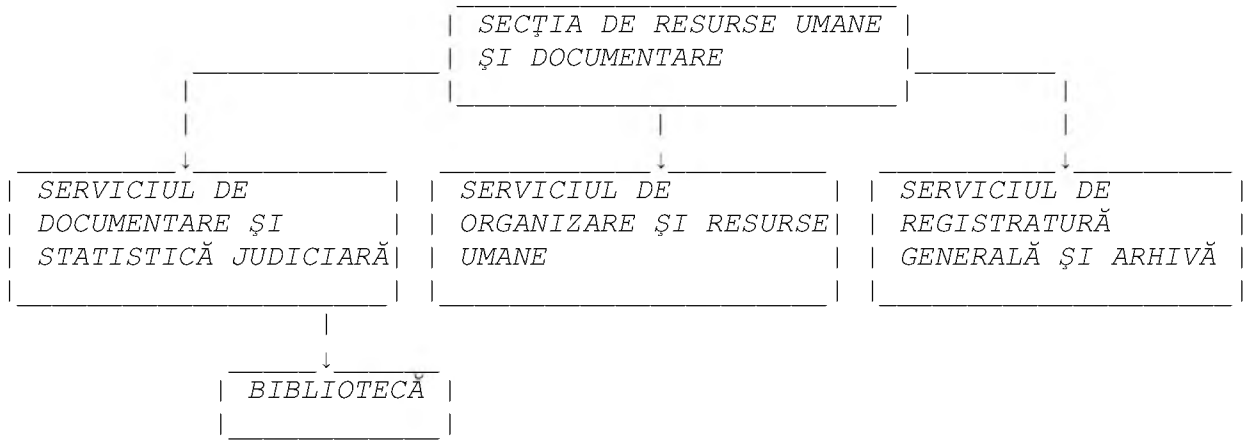 SECŢIA DE RESURSE UMANE
ŞI DOCUMENTARE
SERVICIUL DE
DOCUMENTARE ŞI
STATISTICĂ JUDICIARĂ
SERVICIUL DE
ORGANIZARE ŞI RESURSE
UMANE
SERVICIUL DE
REGISTRATURĂ
GENERALĂ ŞI ARHIVĂ
BIBLIOTECĂ